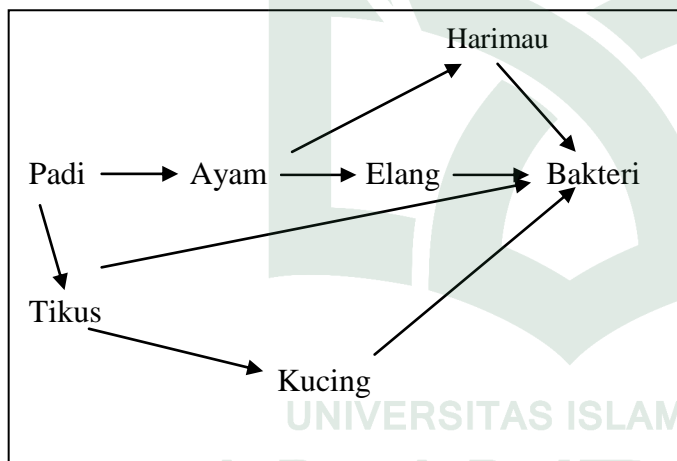 Harimau
Padi Ayam Elang Bakteri
Tikus
Kucing
UNIVERSITAS ISLAM